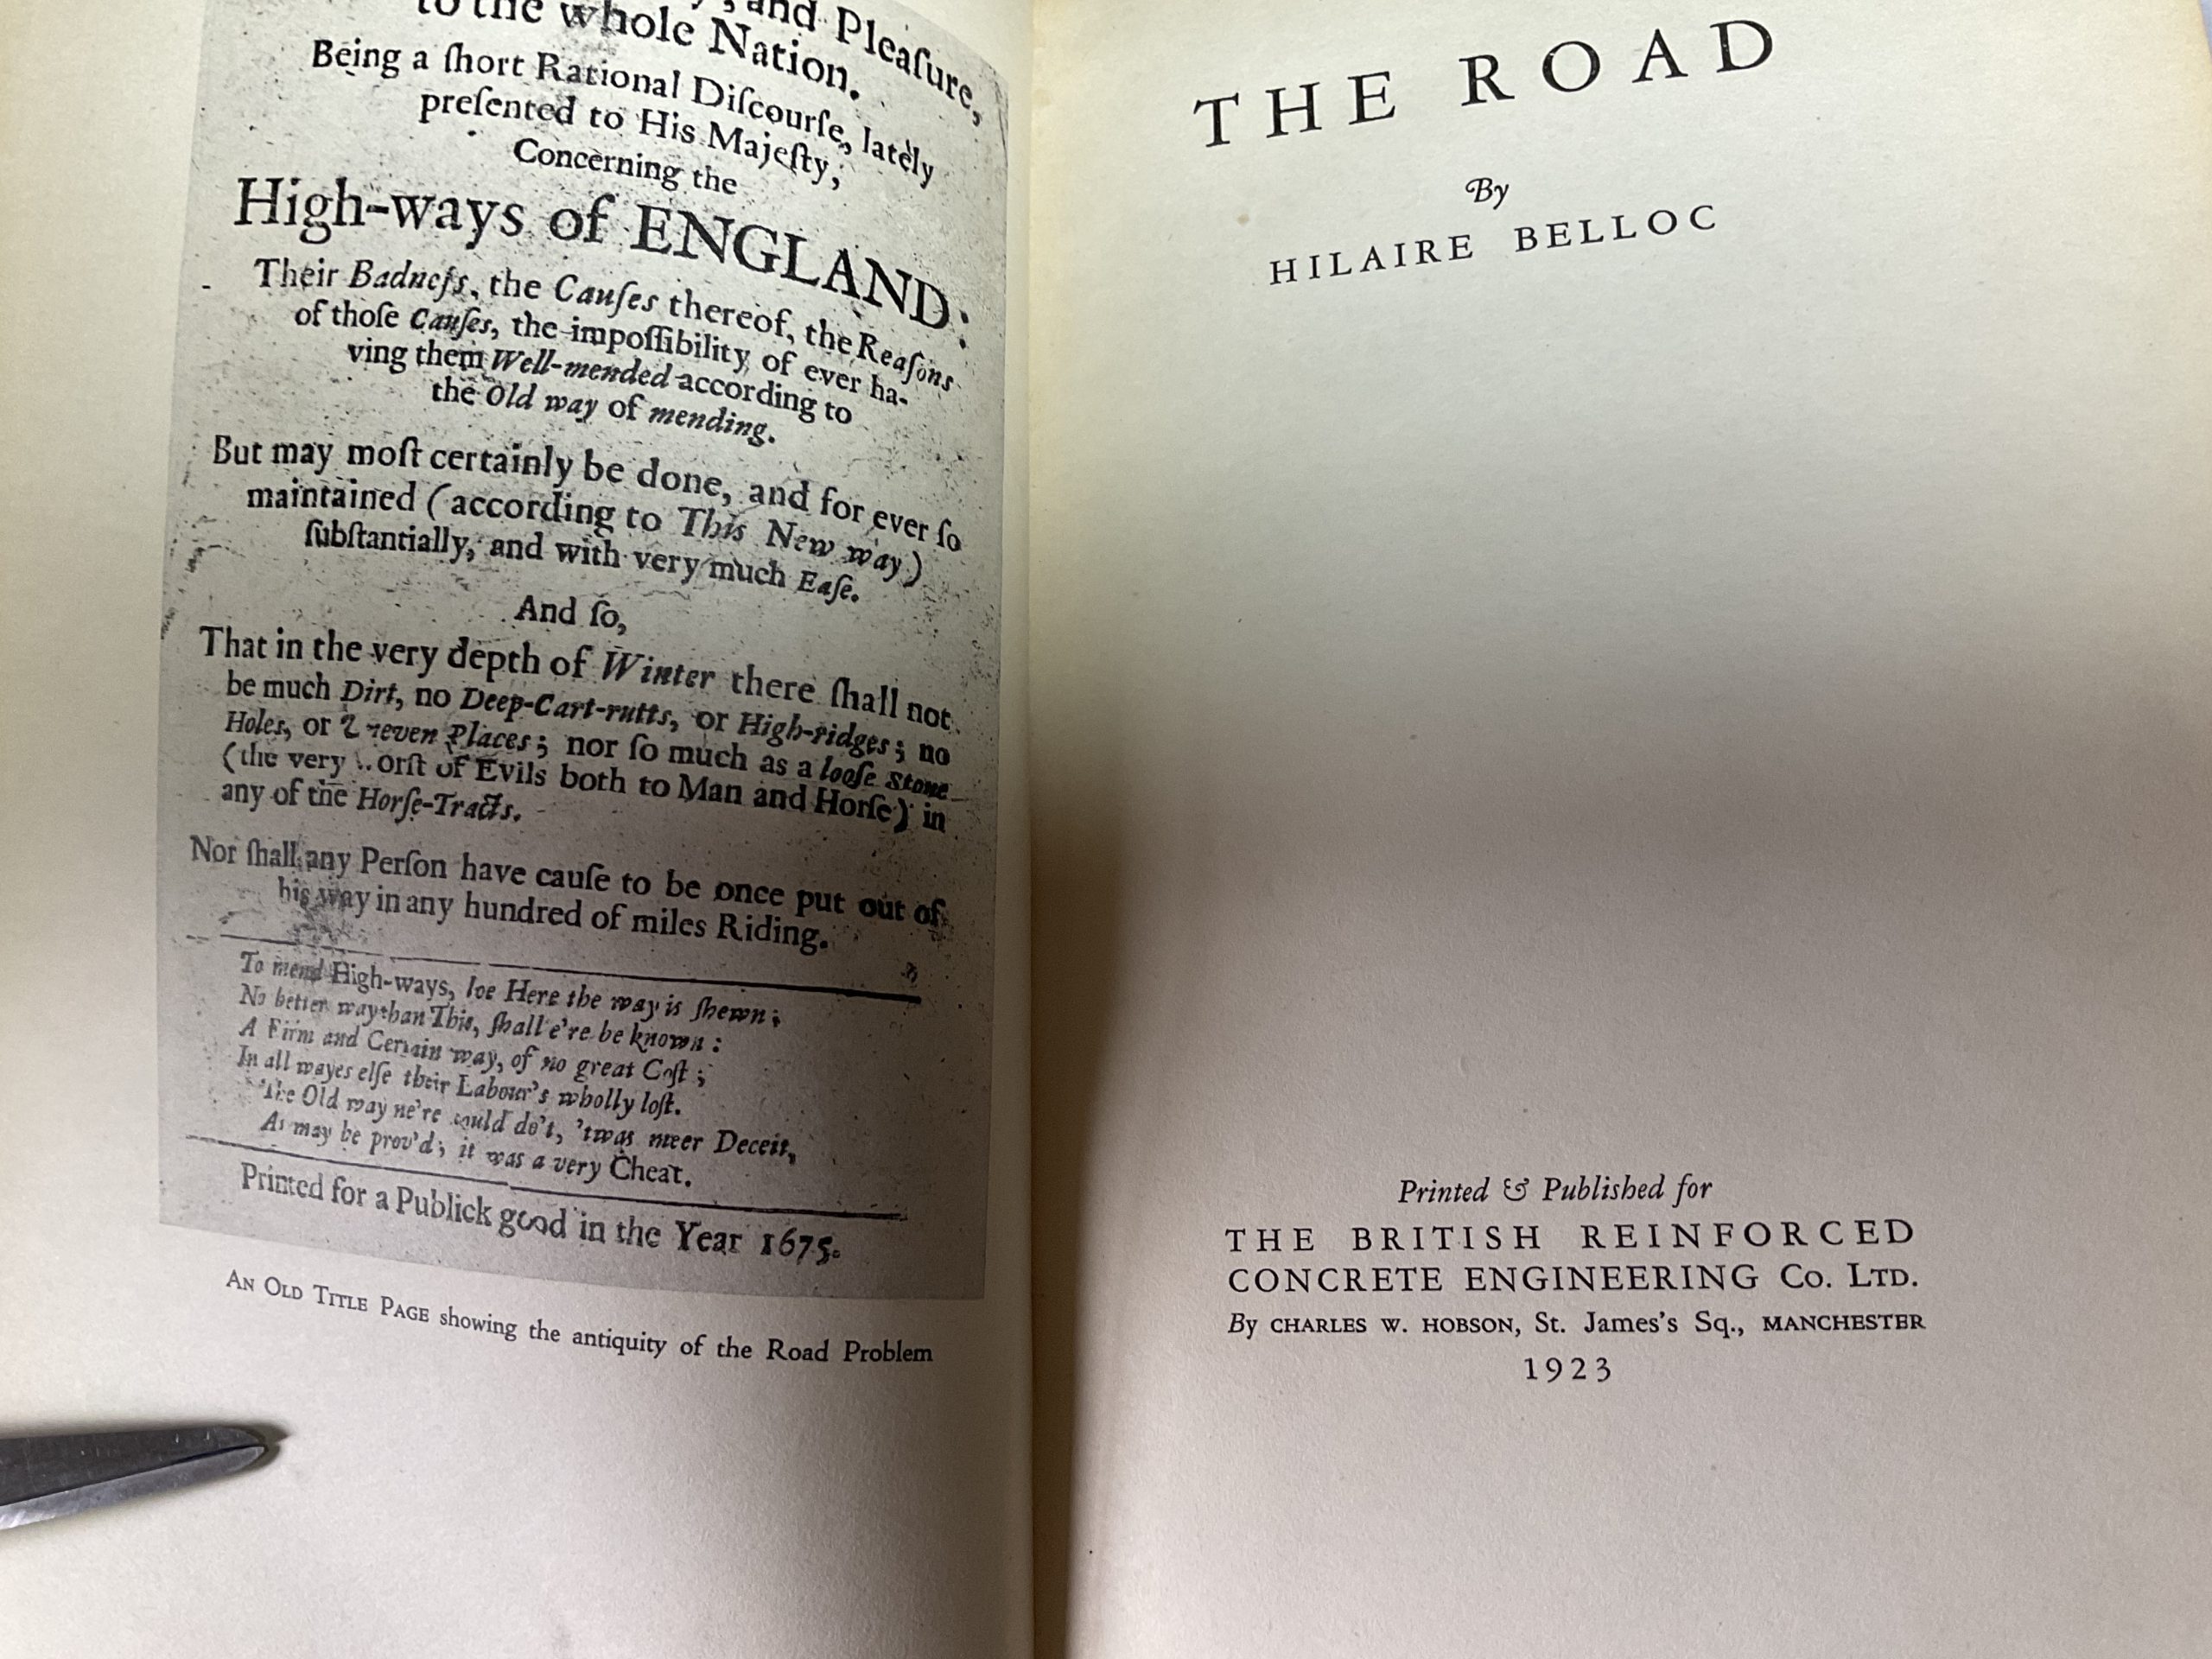 and Pleaſure,
to the whole Nation.
Being a ſhort Rational Diſcourſe, lately
preſented to His Majeſty,
Concerning the
High-ways of ENGLAND:
Their Badneſs, the Cauſes thereof, the Reaſons
of thoſe Cauſes, the impoſſibility of ever ha-
ving them Well-mended according to
the Old way of mending.
But may moſt certainly be done, and for ever ſo
maintained (according to This New way)
ſubſtantially, and with very much Eaſe.
And ſo,
That in the very depth of Winter there ſhall not
be much Dirt, no Deep-Cart-rutts, or High-ridges; no
Holes, or Places; nor ſo much as a looſe Stone
(the very of Evils both to Man and Horſe) in
any of the Horſe-Tracts.
Nor ſhall any Perſon have cauſe to be once put out of
his way in any hundred of miles Riding.
To mend High-ways, loe Here the way is ſhewn;
No better way than This, ſhall e're be known:
A Firm and Certain way, of no great Coſt;
In all wayes elſe their Labour's wholly loſt.
The Old way ne're could do't, 'twas meer Deceit,
As may be prov'd; it was a very Cheat.
Printed for a Publick good in the Year 1675.
AN OLD TITLE PAGE showing the antiquity of the Road Problem
THE ROAD
By
HILAIRE BELLOC
Printed & Published for
THE BRITISH REINFORCED
CONCRETE ENGINEERING Co. LTD.
By CHARLES W. HOBSON, St. James's Sq., MANCHESTER
1923